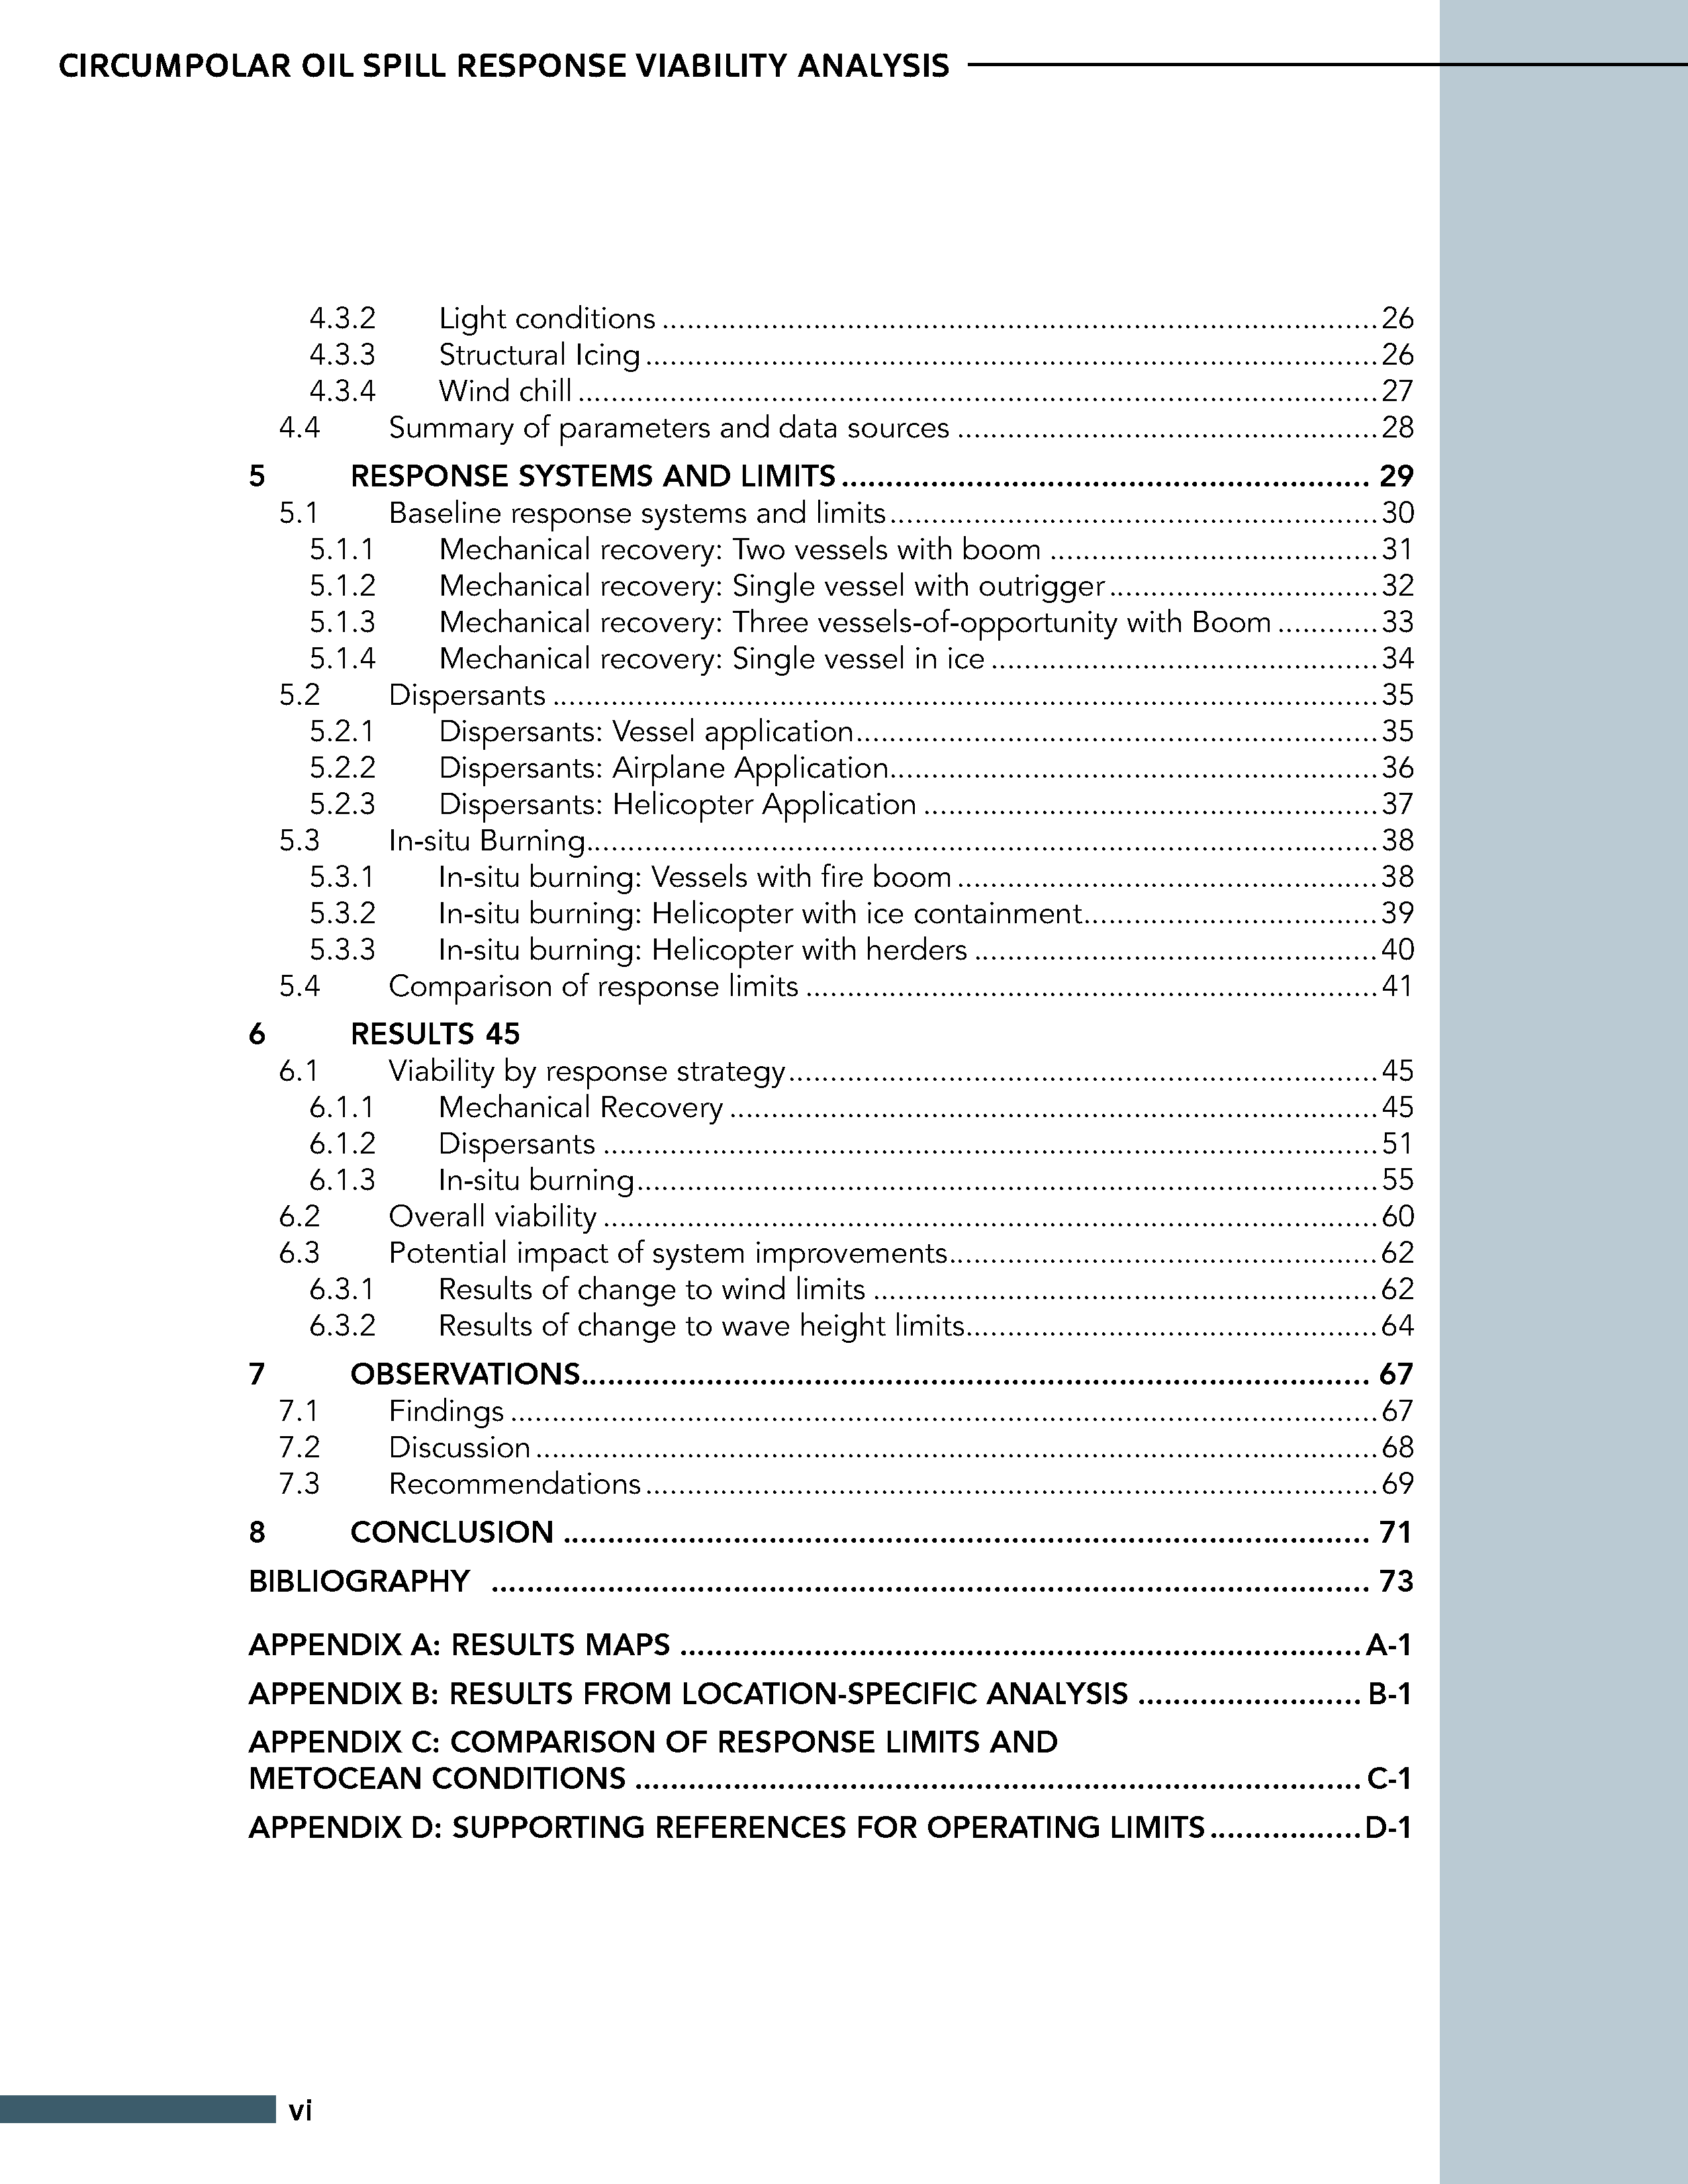 CIRCUMPOLAR OIL SPILL RESPONSE VIABILITY ANALYSIS
4.3.2 Light conditions ........................................................................................ 26
4.3.3 Structural Icing .......................................................................................... 26
4.3.4 Wind chill .................................................................................................. 27
4.4 Summary of parameters and data sources .................................................... 28
5 RESPONSE SYSTEMS AND LIMITS ............................................................ 29
5.1 Baseline response systems and limits ............................................................ 30
5.1.1 Mechanical recovery: Two vessels with boom ........................................ 31
5.1.2 Mechanical recovery: Single vessel with outrigger ................................. 32
5.1.3 Mechanical recovery: Three vessels-of-opportunity with Boom ............ 33
5.1.4 Mechanical recovery: Single vessel in ice ............................................... 34
5.2 Dispersants .................................................................................................... 35
5.2.1 Dispersants: Vessel application ................................................................ 35
5.2.2 Dispersants: Airplane Application ............................................................ 36
5.2.3 Dispersants: Helicopter Application ........................................................ 37
5.3 In-situ Burning ................................................................................................ 38
5.3.1 In-situ burning: Vessels with fire boom .................................................... 38
5.3.2 In-situ burning: Helicopter with ice containment .................................... 39
5.3.3 In-situ burning: Helicopter with herders .................................................. 40
5.4 Comparison of response limits ...................................................................... 41
6 RESULTS 45
6.1 Viability by response strategy ........................................................................ 45
6.1.1 Mechanical Recovery ................................................................................ 45
6.1.2 Dispersants ................................................................................................ 51
6.1.3 In-situ burning ............................................................................................ 55
6.2 Overall viability .............................................................................................. 60
6.3 Potential impact of system improvements .................................................... 62
6.3.1 Results of change to wind limits .............................................................. 62
6.3.2 Results of change to wave height limits .................................................. 64
7 OBSERVATIONS .......................................................................................... 67
7.1 Findings .......................................................................................................... 67
7.2 Discussion ...................................................................................................... 68
7.3 Recommendations .......................................................................................... 69
8 CONCLUSION .............................................................................................. 71
BIBLIOGRAPHY .................................................................................................... 73
APPENDIX A: RESULTS MAPS .............................................................................. A-1
APPENDIX B: RESULTS FROM LOCATION-SPECIFIC ANALYSIS .......................... B-1
APPENDIX C: COMPARISON OF RESPONSE LIMITS AND
METOCEAN CONDITIONS .................................................................................... C-1
APPENDIX D: SUPPORTING REFERENCES FOR OPERATING LIMITS ................. D-1
vi